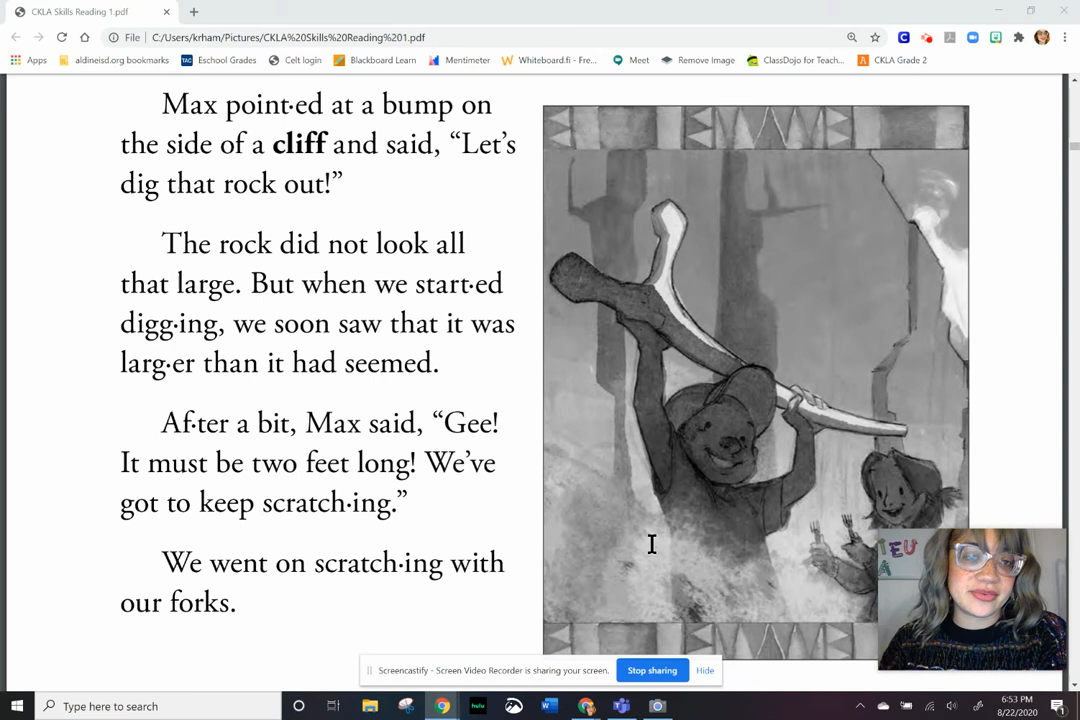 CKLA Skills Reading 1.pdf
File C:/Users/krham/Pictures/CKLA%20Skills%20Reading%201.pdf
Apps aldineisd.org bookmarks Eschool Grades Celt login Blackboard Learn Mentimeter Whiteboard.fi - Fre... Meet Remove Image ClassDojo for Teach... CKLA Grade 2
Max point·ed at a bump on
the side of a cliff and said, “Let’s
dig that rock out!”
The rock did not look all
that large. But when we start·ed
digg·ing, we soon saw that it was
larg·er than it had seemed.
Af·ter a bit, Max said, “Gee!
It must be two feet long! We’ve
got to keep scratch·ing.”
We went on scratch·ing with
our forks.
Screencastify - Screen Video Recorder is sharing your screen. Stop sharing Hide
Type here to search
6:53 PM
8/22/2020